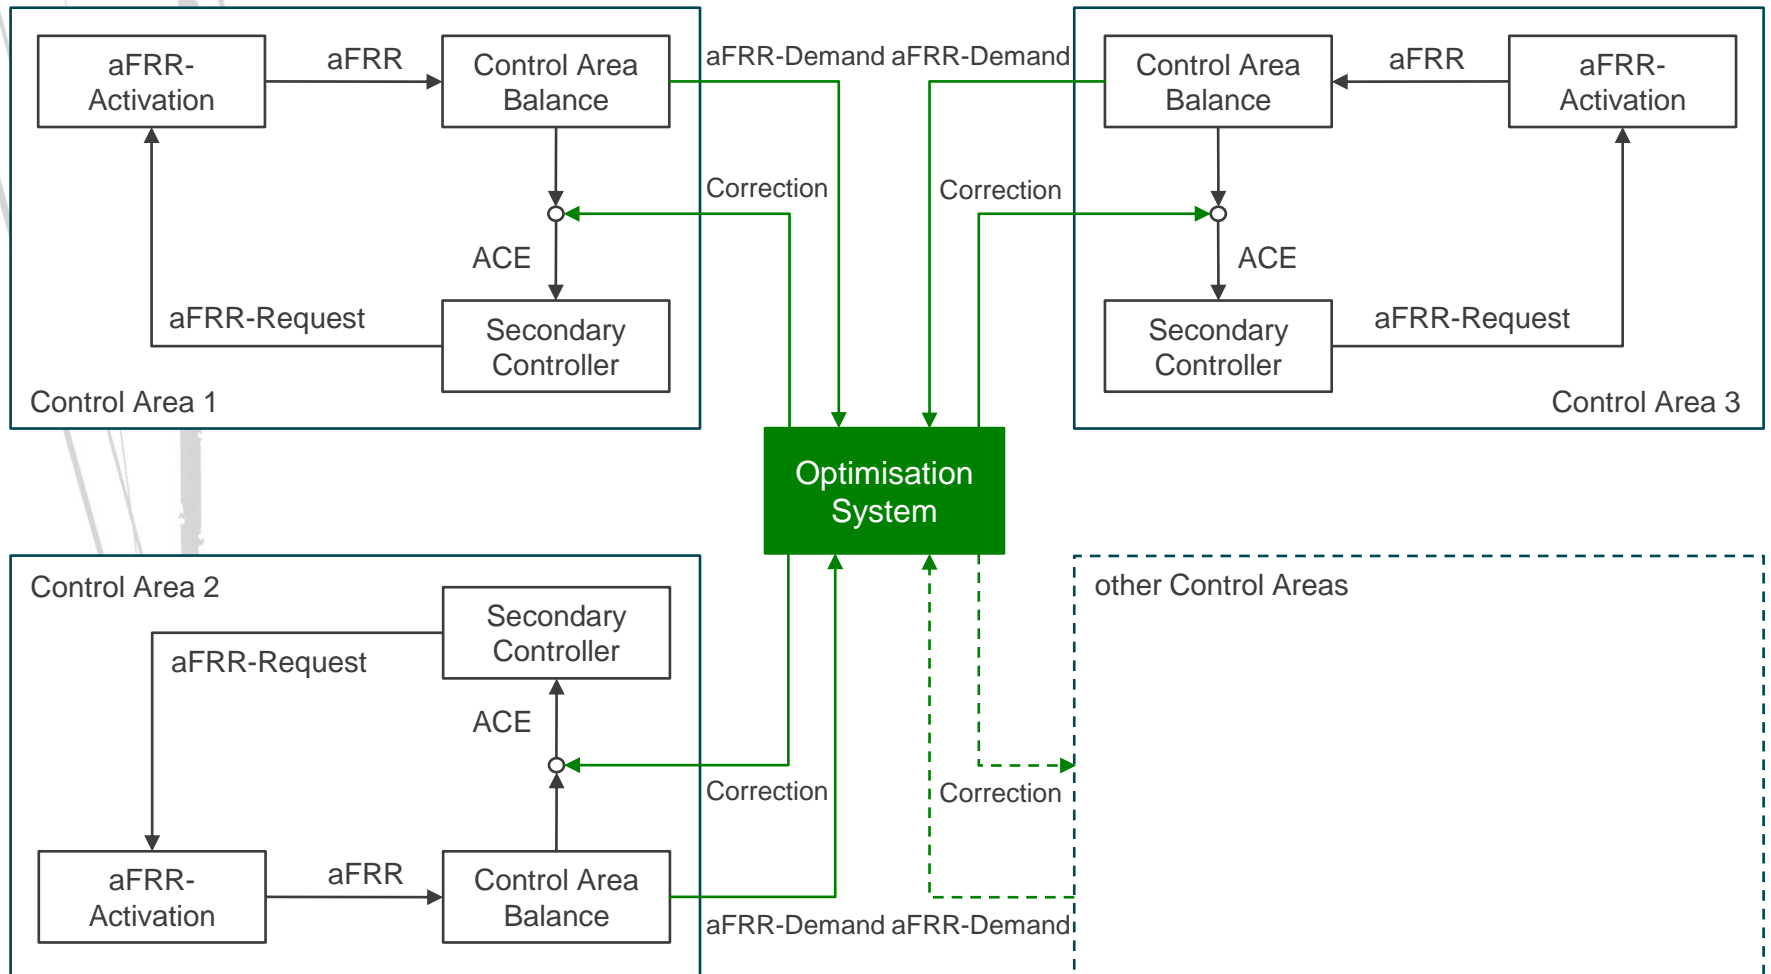 aFRR-
Activation
aFRR
Control Area
Balance
aFRR-Demand
Correction
ACE
aFRR-Request
Secondary
Controller
Control Area 1
aFRR-Demand
Control Area
Balance
aFRR
aFRR-
Activation
Correction
ACE
aFRR-Request
Secondary
Controller
Control Area 3
Optimisation
System
Control Area 2
Secondary
Controller
aFRR-Request
ACE
Correction
aFRR-
Activation
aFRR
Control Area
Balance
aFRR-Demand
other Control Areas
Correction
aFRR-Demand